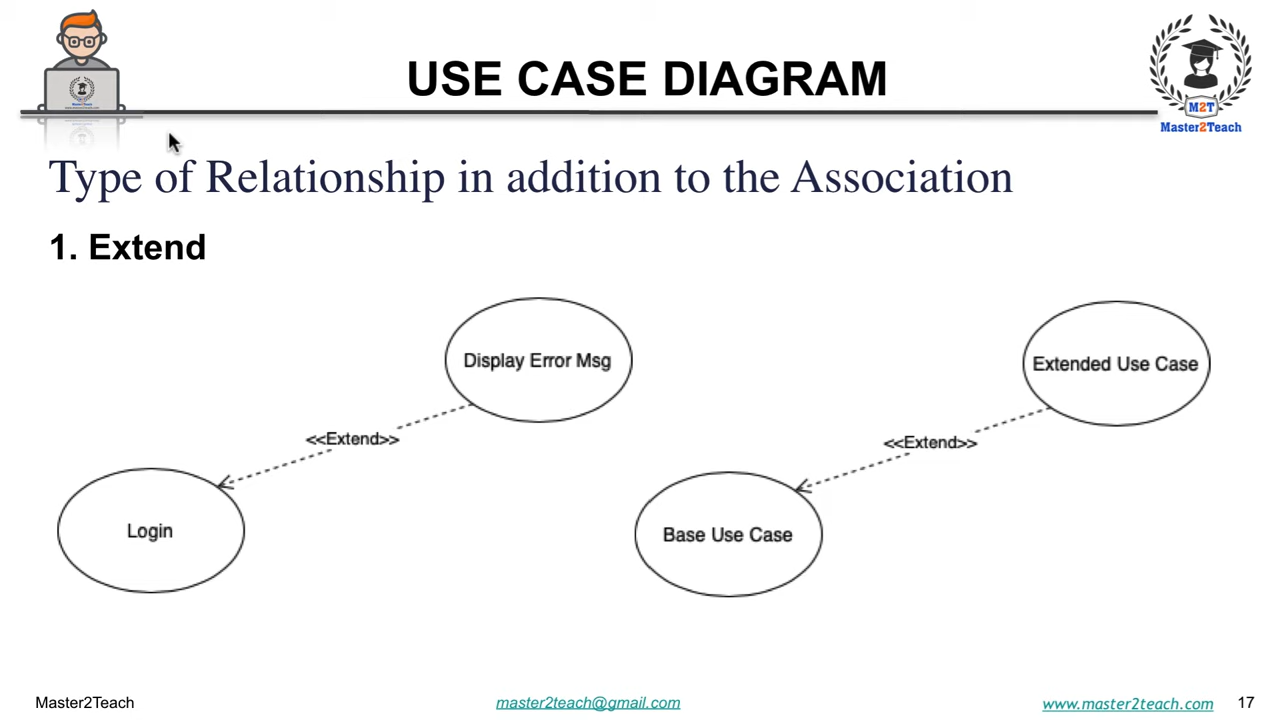 USE CASE DIAGRAM
M2T
Master2Teach
Type of Relationship in addition to the Association
1. Extend
Display Error Msg
Extended Use Case
<<Extend>>
<<Extend>>
Login
Base Use Case
Master2Teach
master2teach@gmail.com
www.master2teach.com
17